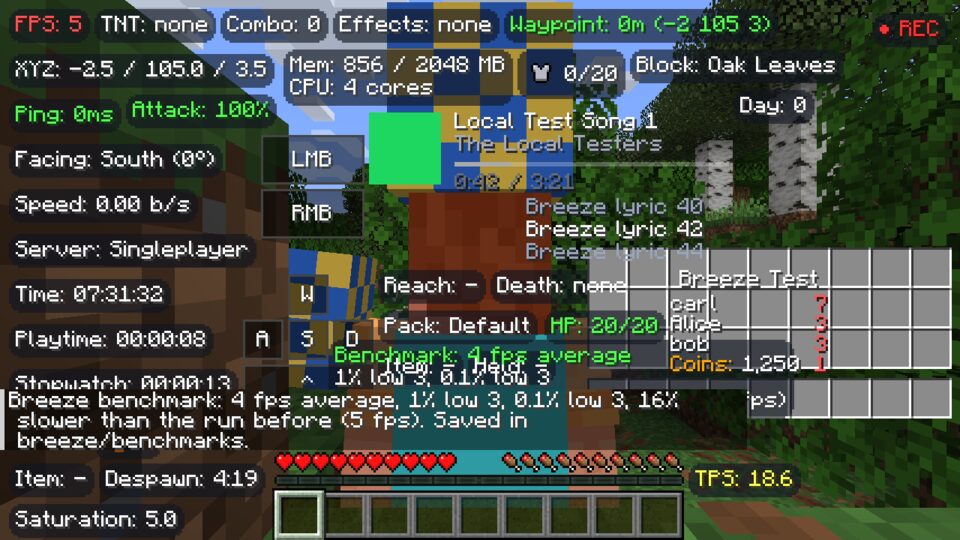 FPS: 5
TNT: none
Combo: 0
Effects: none
Waypoint: 0m (-2 105 3)
● REC
XYZ: -2.5 / 105.0 / 3.5
Mem: 856 / 2048 MB
CPU: 4 cores
0/20
Block: Oak Leaves
Ping: 0ms
Attack: 100%
Day: 0
Local Test Song 1
The Local Testers
0:42 / 3:21
Facing: South (0°)
LMB
RMB
Speed: 0.00 b/s
Breeze lyric 40
Breeze lyric 42
Breeze lyric 44
Server: Singleplayer
Time: 07:31:32
W
Reach: -
Death: none
Breeze Test
carl 7
Alice 3
bob 3
Coins: 1,250 1
Playtime: 00:00:08
A
S
D
Pack: Default
HP: 20/20
Benchmark: 4 fps average
1% low 3, 0.1% low 3
Item: -
Held:
Stopwatch: 00:00:13
^
Breeze benchmark: 4 fps average, 1% low 3, 0.1% low 3, 16%
slower than the run before (5 fps). Saved in
breeze/benchmarks.
fps)
Item: -
Despawn: 4:19
TPS: 18.6
Saturation: 5.0